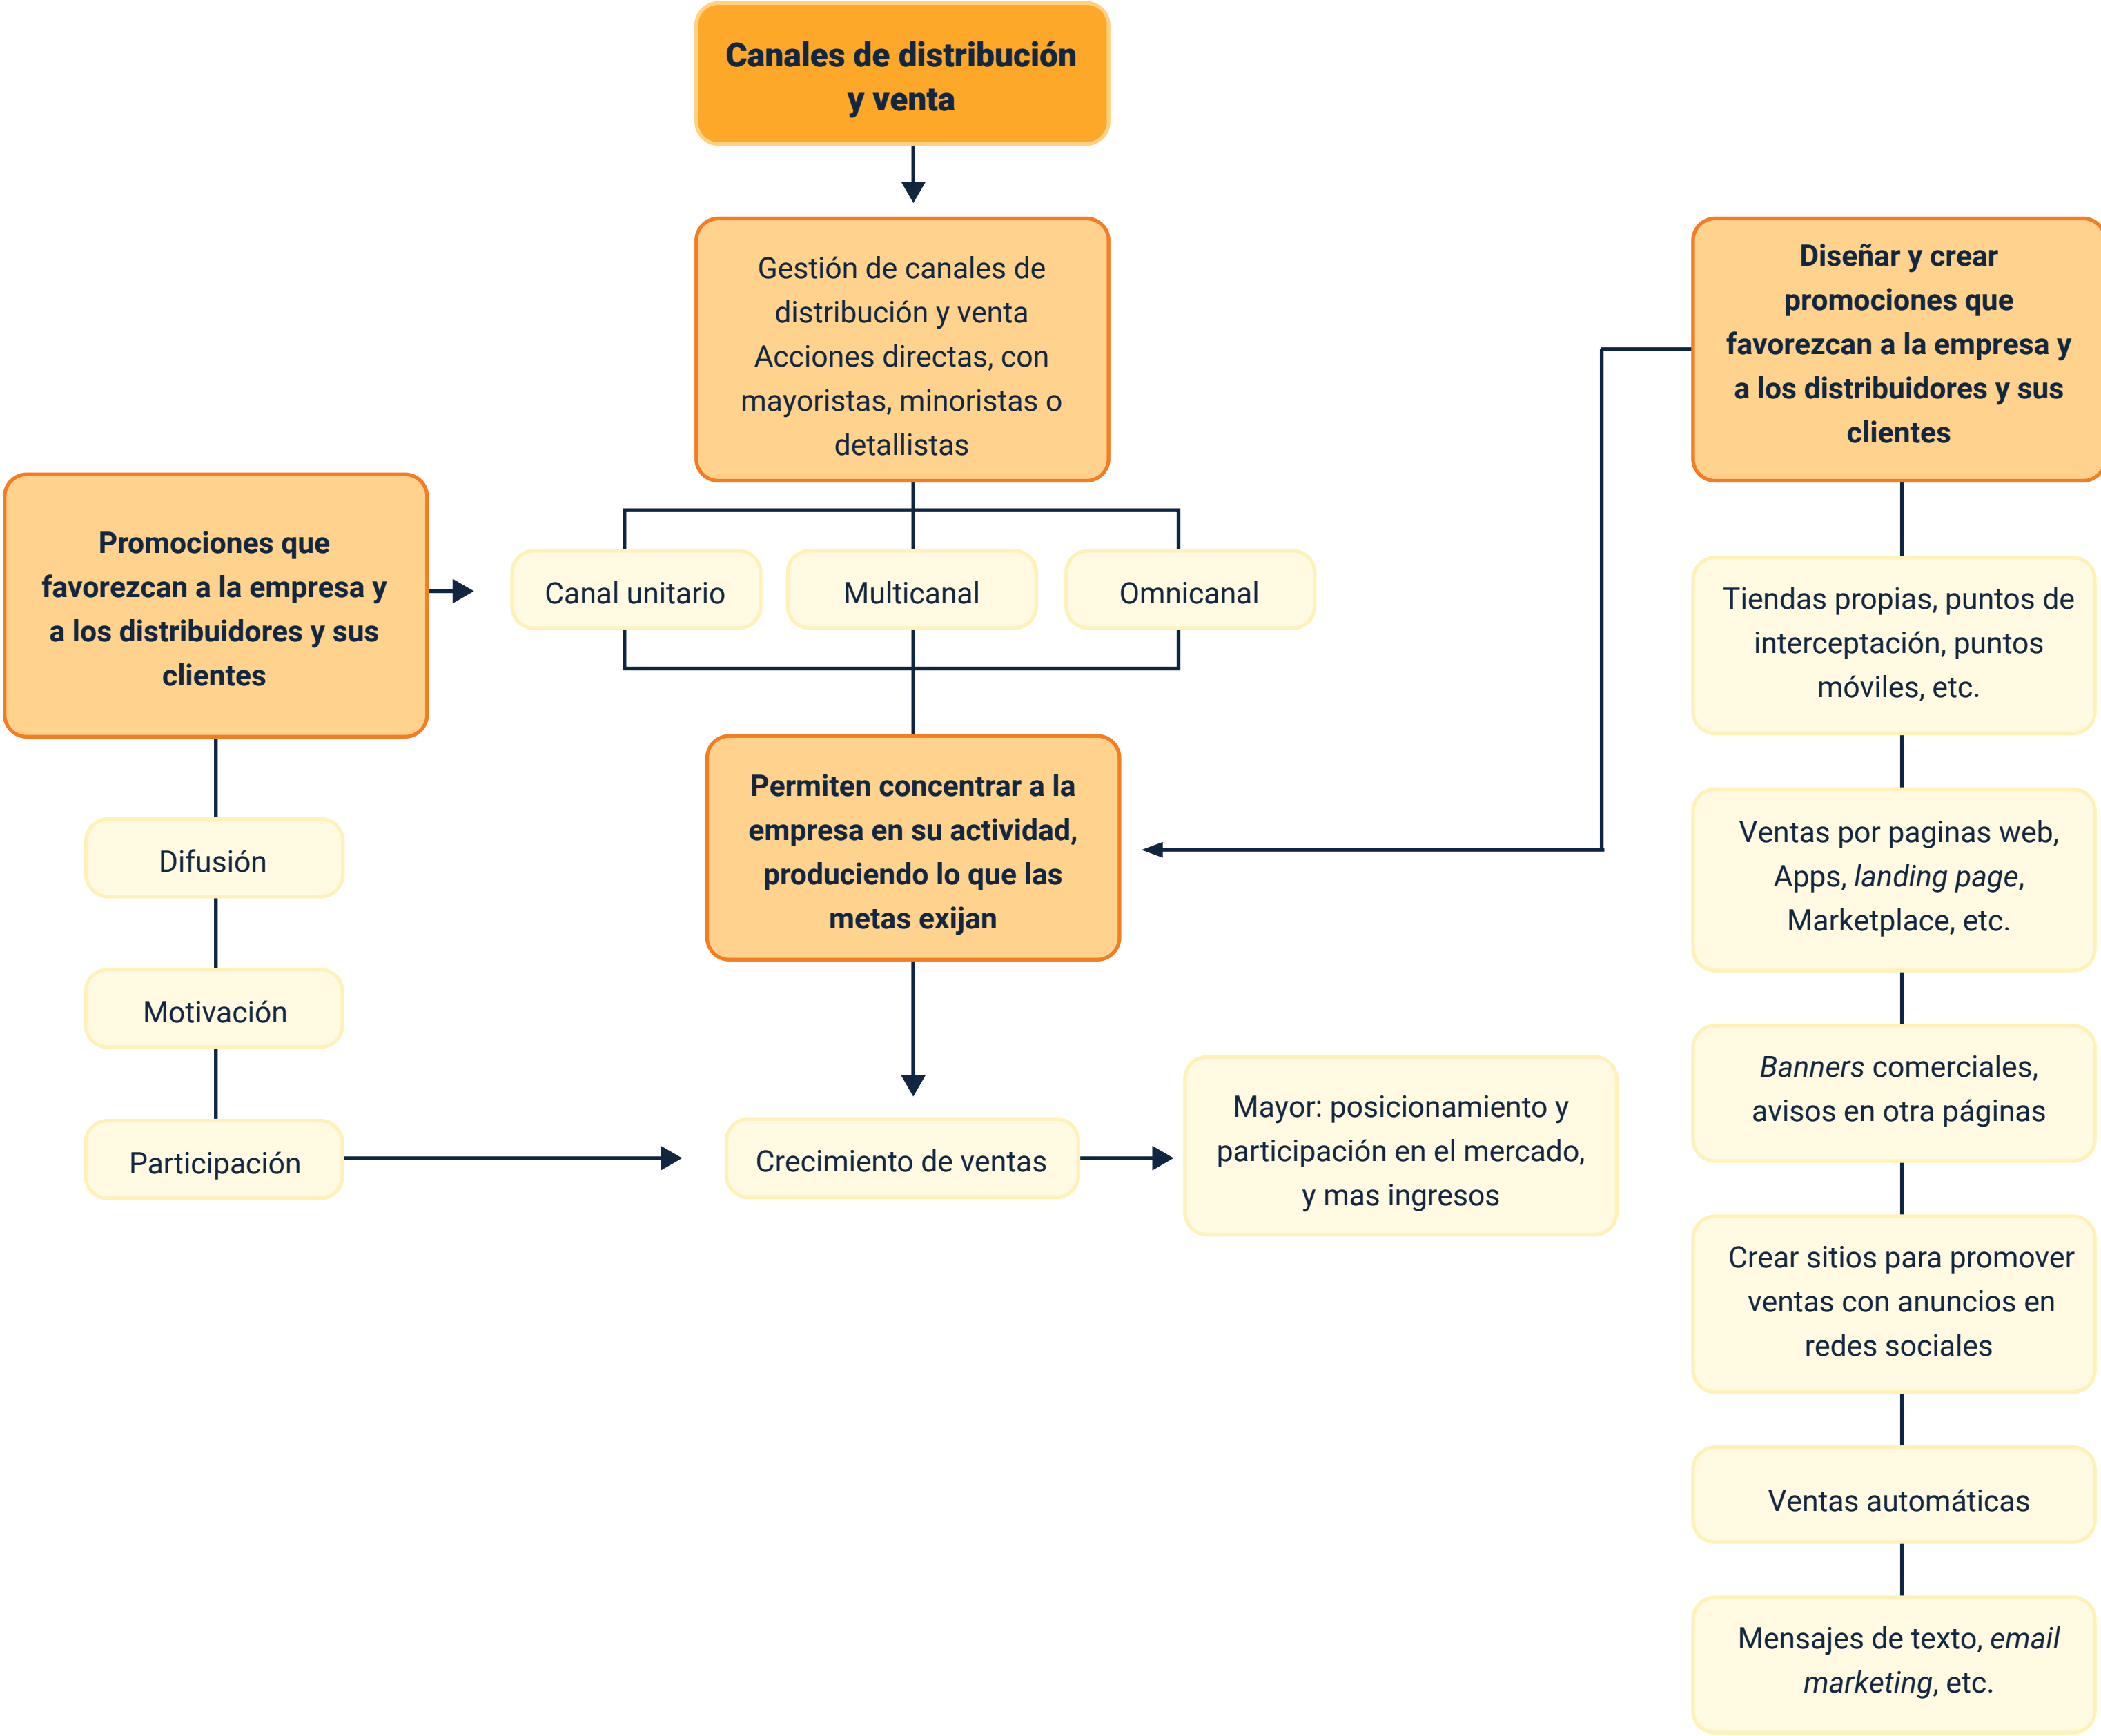 Canales de distribución
y venta
Gestión de canales de
distribución y venta
Acciones directas, con
mayoristas, minoristas o
detallistas
Promociones que
favorezcan a la empresa y
a los distribuidores y sus
clientes
Canal unitario
Multicanal
Omnicanal
Permiten concentrar a la
empresa en su actividad,
produciendo lo que las
metas exijan
Difusión
Motivación
Participación
Crecimiento de ventas
Mayor: posicionamiento y
participación en el mercado,
y mas ingresos
Diseñar y crear
promociones que
favorezcan a la empresa y
a los distribuidores y sus
clientes
Tiendas propias, puntos de
interceptación, puntos
móviles, etc.
Ventas por paginas web,
Apps, landing page,
Marketplace, etc.
Banners comerciales,
avisos en otra páginas
Crear sitios para promover
ventas con anuncios en
redes sociales
Ventas automáticas
Mensajes de texto, email
marketing, etc.